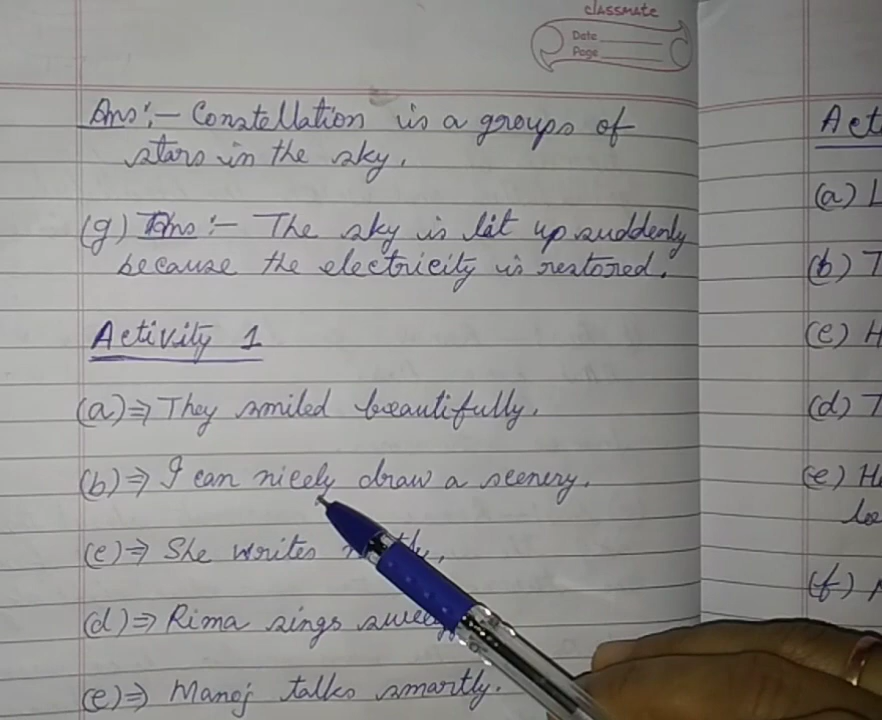 classmate
Date
Page
Ans:- Constellation is a groups of
stars in the sky.
(g) Ans:- The sky is lit up suddenly
because the electricity is restored.
Activity 1
(a)⇒ They smiled beautifully.
(b)⇒ I can nicely draw a scenery.
(c)⇒ She writes
(d)⇒ Rima sings
(e)⇒ Manoj talks smartly.
(a) L
(b) T
(c) H
(d) T
(e) H
(f)